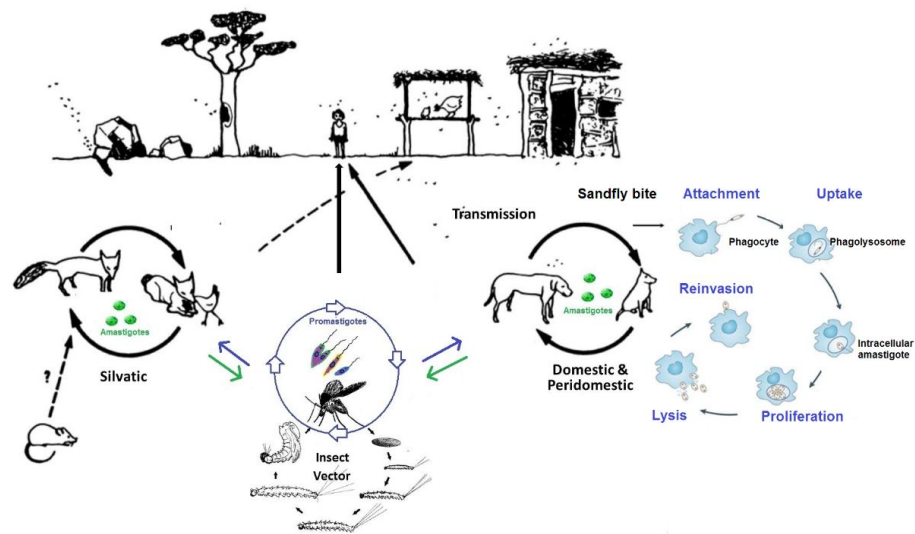 Sandfly bite
Attachment
Uptake
Transmission
Phagocyte
Phagolysosome
Reinvasion
Amastigotes
Amastigotes
Promastigotes
Intracellular
amastigote
?
Silvatic
Domestic &
Peridomestic
Lysis
Proliferation
Insect
Vector